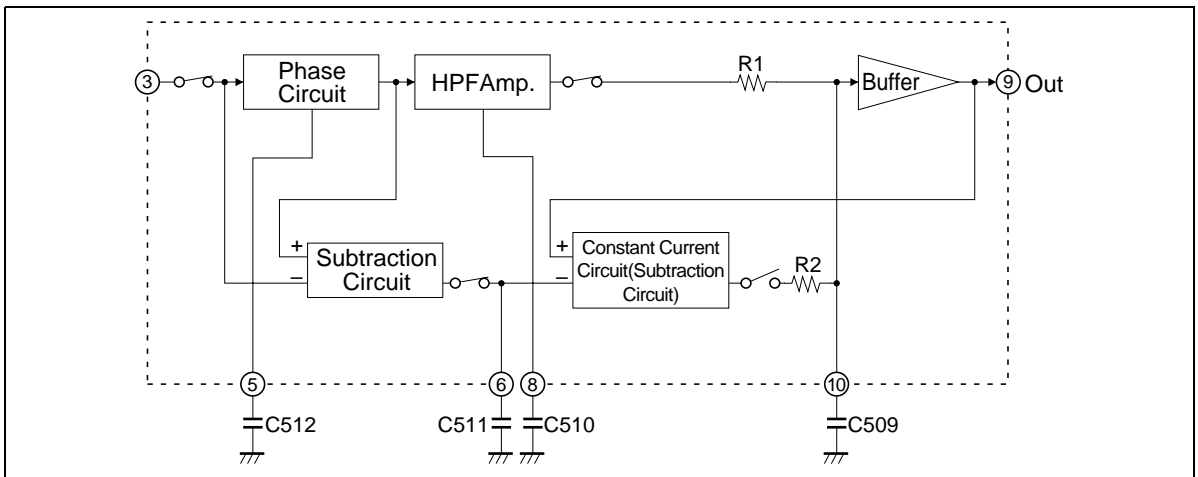 3
Phase
Circuit
HPFAmp.
R1
Buffer
9 Out
+
−
Subtraction
Circuit
+
−
Constant Current
Circuit(Subtraction
Circuit)
R2
5
6
8
10
C512
C511
C510
C509